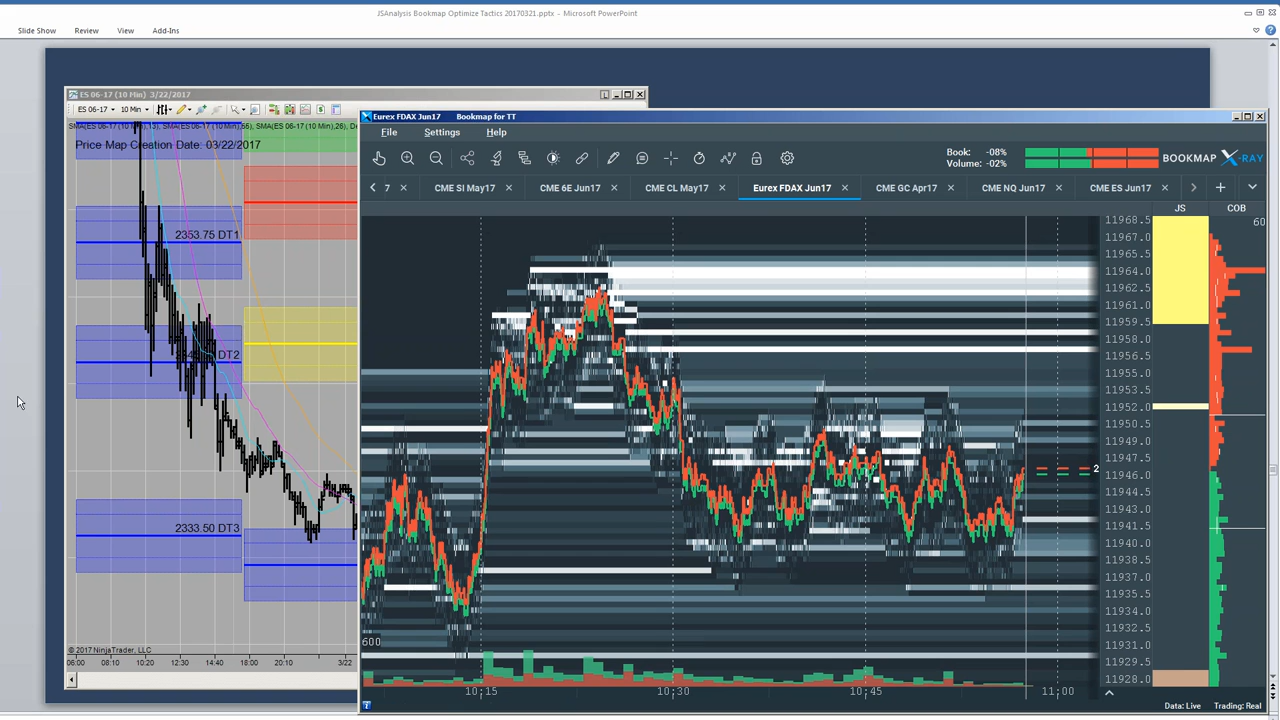 JSAnalysis Bookmap Optimize Tactics 20170321.pptx - Microsoft PowerPoint
Slide Show Review View Add-Ins
ES 06-17 (10 Min) 3/22/2017
ES 06-17 10 Min
Price Map Creation Date: 03/22/2017
2353.75 DT1
DT2
2333.50 DT3
© 2017 NinjaTrader, LLC
08:00 08:10 10:20 12:30 14:40 18:00 20:10 3/22
Eurex FDAX Jun17 Bookmap for TT
File Settings Help
Book: -08%
Volume: -02%
BOOKMAP X-RAY
7 CME SI May17 CME 6E Jun17 CME CL May17 Eurex FDAX Jun17 CME GC Apr17 CME NQ Jun17 CME ES Jun17
JS COB
60
11968.5
11967.0
11965.5
11964.0
11962.5
11961.0
11959.5
11958.0
11956.5
11955.0
11953.5
11952.0
11950.5
11949.0
11947.5
2
11946.0
11944.5
11943.0
11941.5
11940.0
11938.5
11937.0
11935.5
11934.0
11932.5
11931.0
11929.5
11928.0
600
10:15 10:30 10:45 11:00
Data: Live Trading: Real